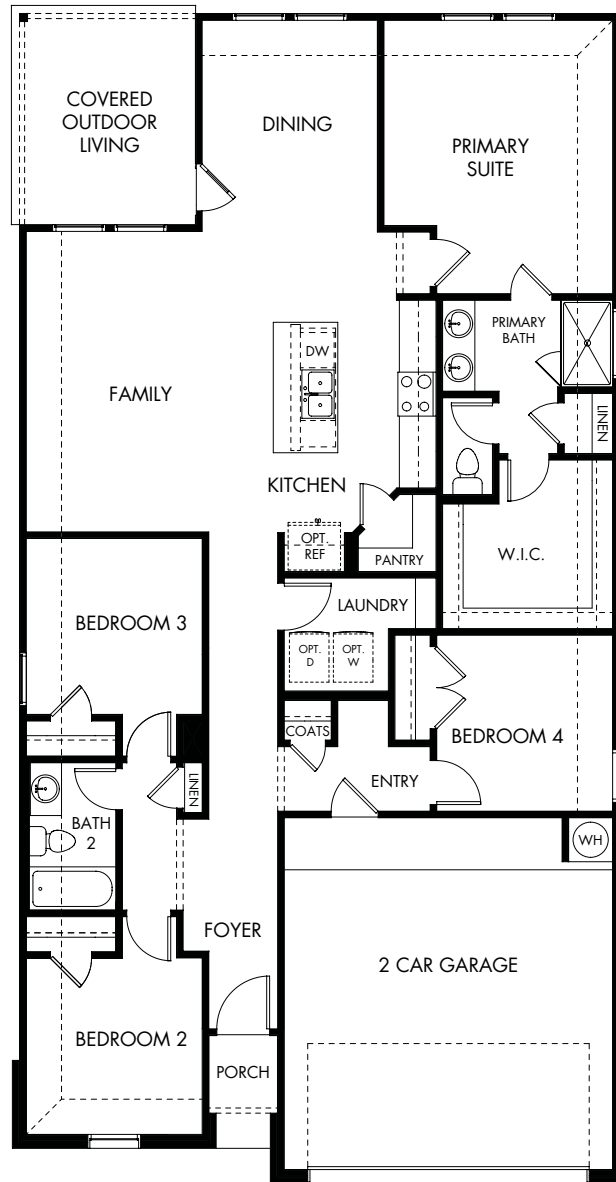 COVERED
OUTDOOR
LIVING
DINING
PRIMARY
SUITE
PRIMARY
BATH
DW
FAMILY
LINEN
KITCHEN
OPT.
REF
PANTRY
W.I.C.
LAUNDRY
BEDROOM 3
OPT.
D
OPT.
W
COATS
BEDROOM 4
ENTRY
LINEN
BATH
2
WH
FOYER
2 CAR GARAGE
BEDROOM 2
PORCH